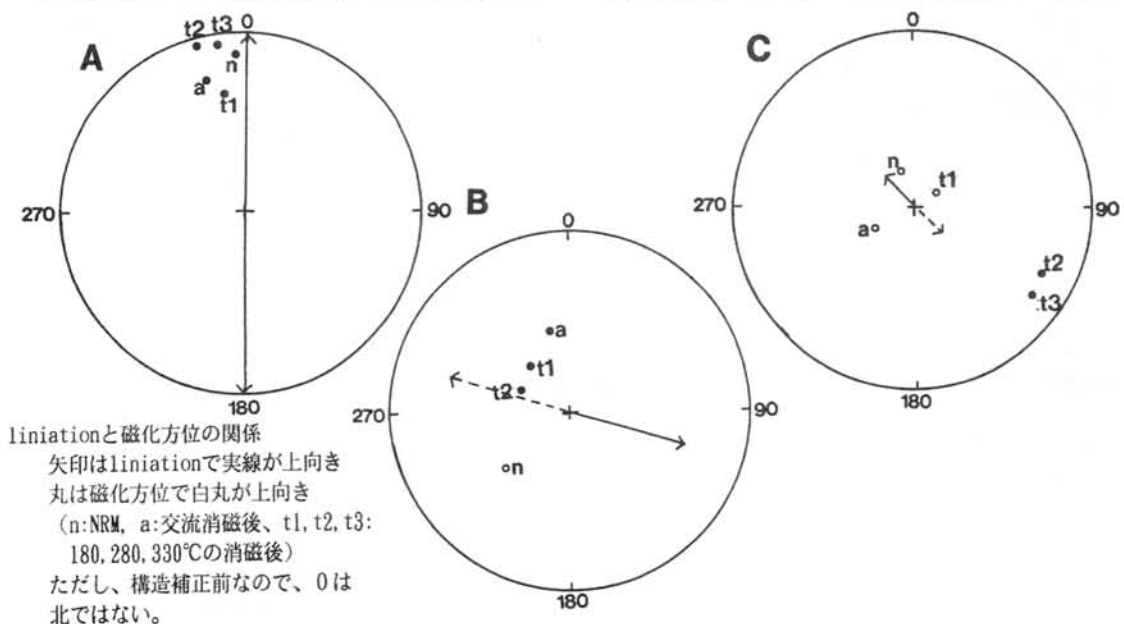 A
t2 t3 0
n
a
t1
270
90
180
B
0
a
t1
t2
n
270
90
180
C
0
n
t1
a
270
90
t2
t3
180
liniationと磁化方位の関係
矢印はliniationで実線が上向き
丸は磁化方位で白丸が上向き
(n:NRM, a:交流消磁後、t1,t2,t3:
180,280,330℃の消磁後)
ただし、構造補正前なので、0は
北ではない。